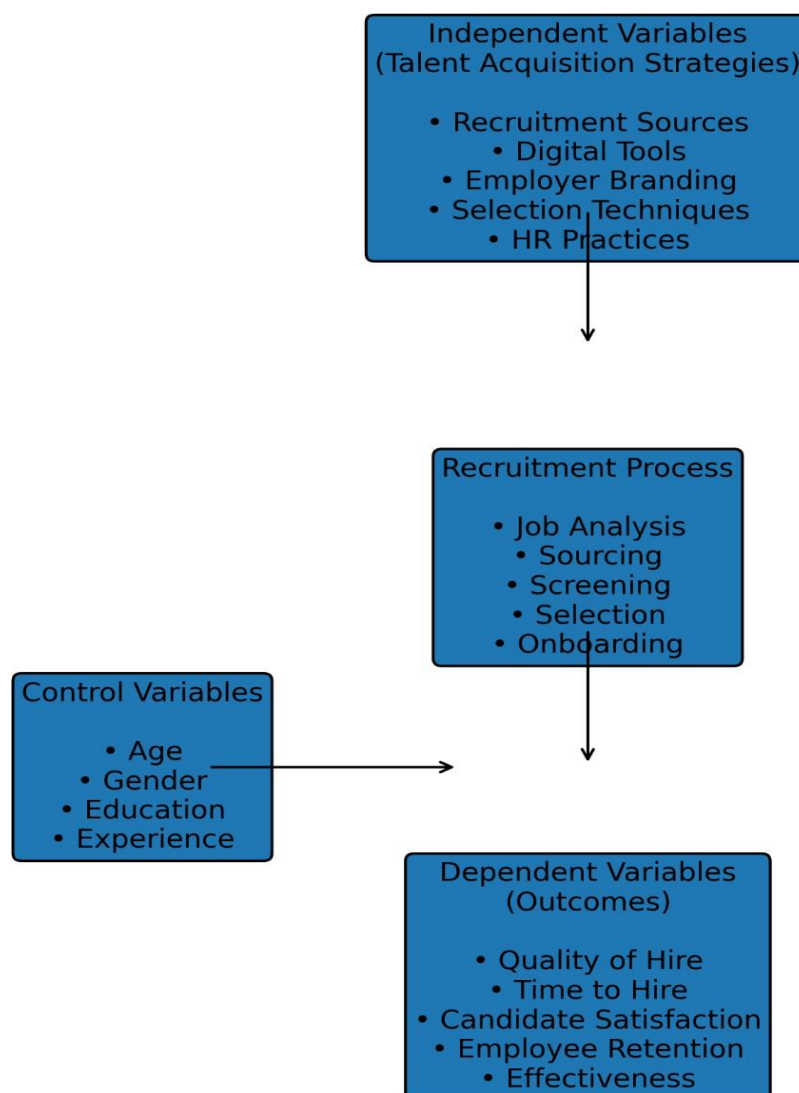 Independent Variables
(Talent Acquisition Strategies)
• Recruitment Sources
• Digital Tools
• Employer Branding
• Selection Techniques
• HR Practices
Recruitment Process
• Job Analysis
• Sourcing
• Screening
• Selection
• Onboarding
Control Variables
• Age
• Gender
• Education
• Experience
Dependent Variables
(Outcomes)
• Quality of Hire
• Time to Hire
• Candidate Satisfaction
• Employee Retention
• Effectiveness